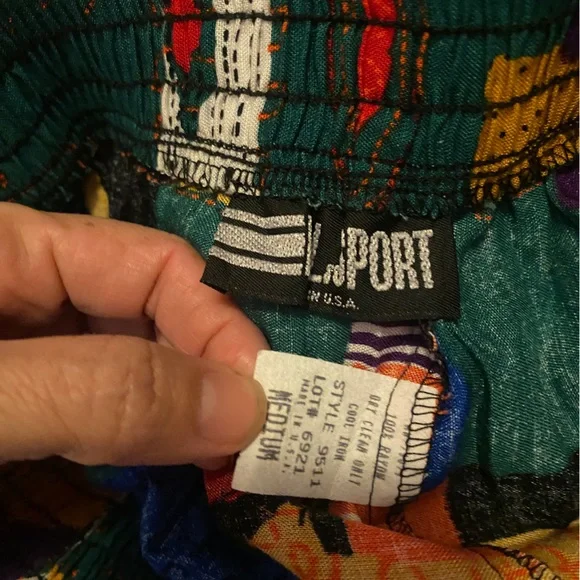 L.SPORT
IN U.S.A.
100% RAYON
DRY CLEAN ONLY
COOL IRON
STYLE 9511
LOT# 6921
MADE IN U.S.A.
MEDIUM